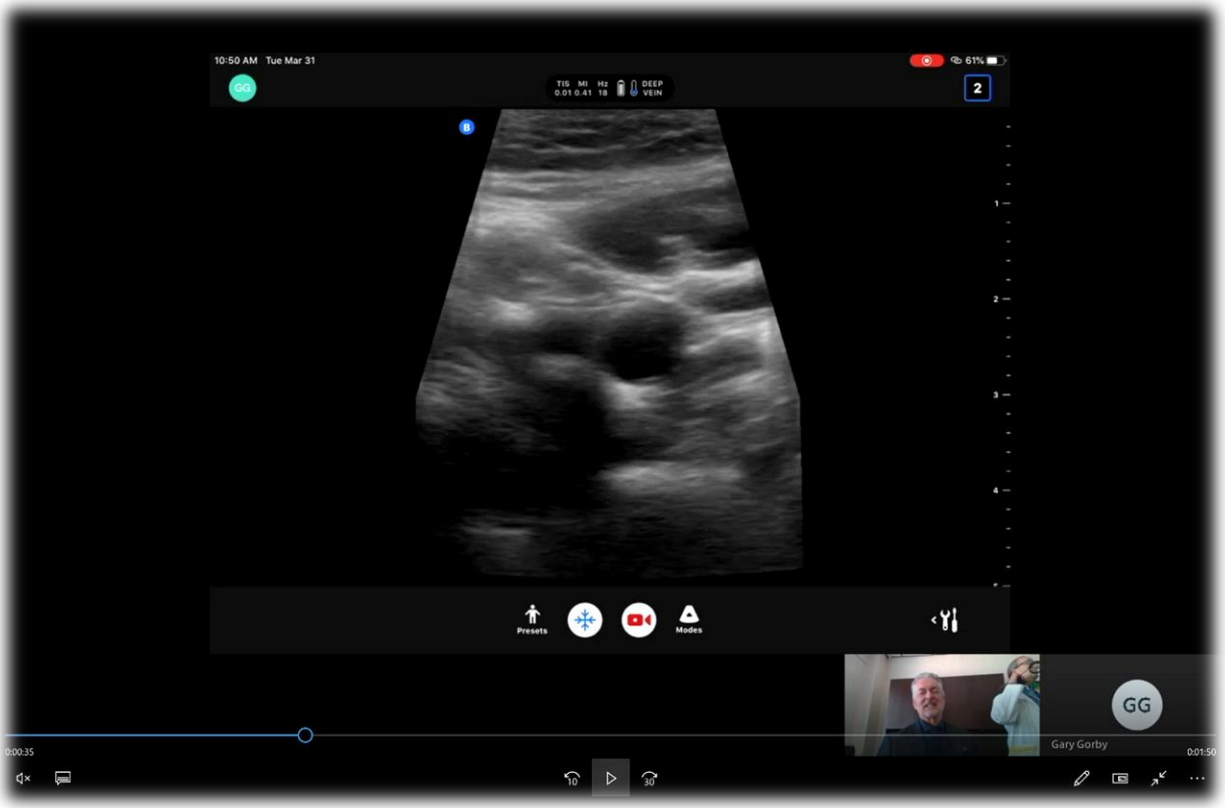 10:50 AM Tue Mar 31
61%
GG
TIS MI Hz DEEP
0.01 0.41 18 VEIN
2
B
1
2
3
4
Presets
Modes
GG
Gary Gorby
0:00:35
0:01:50
10
30